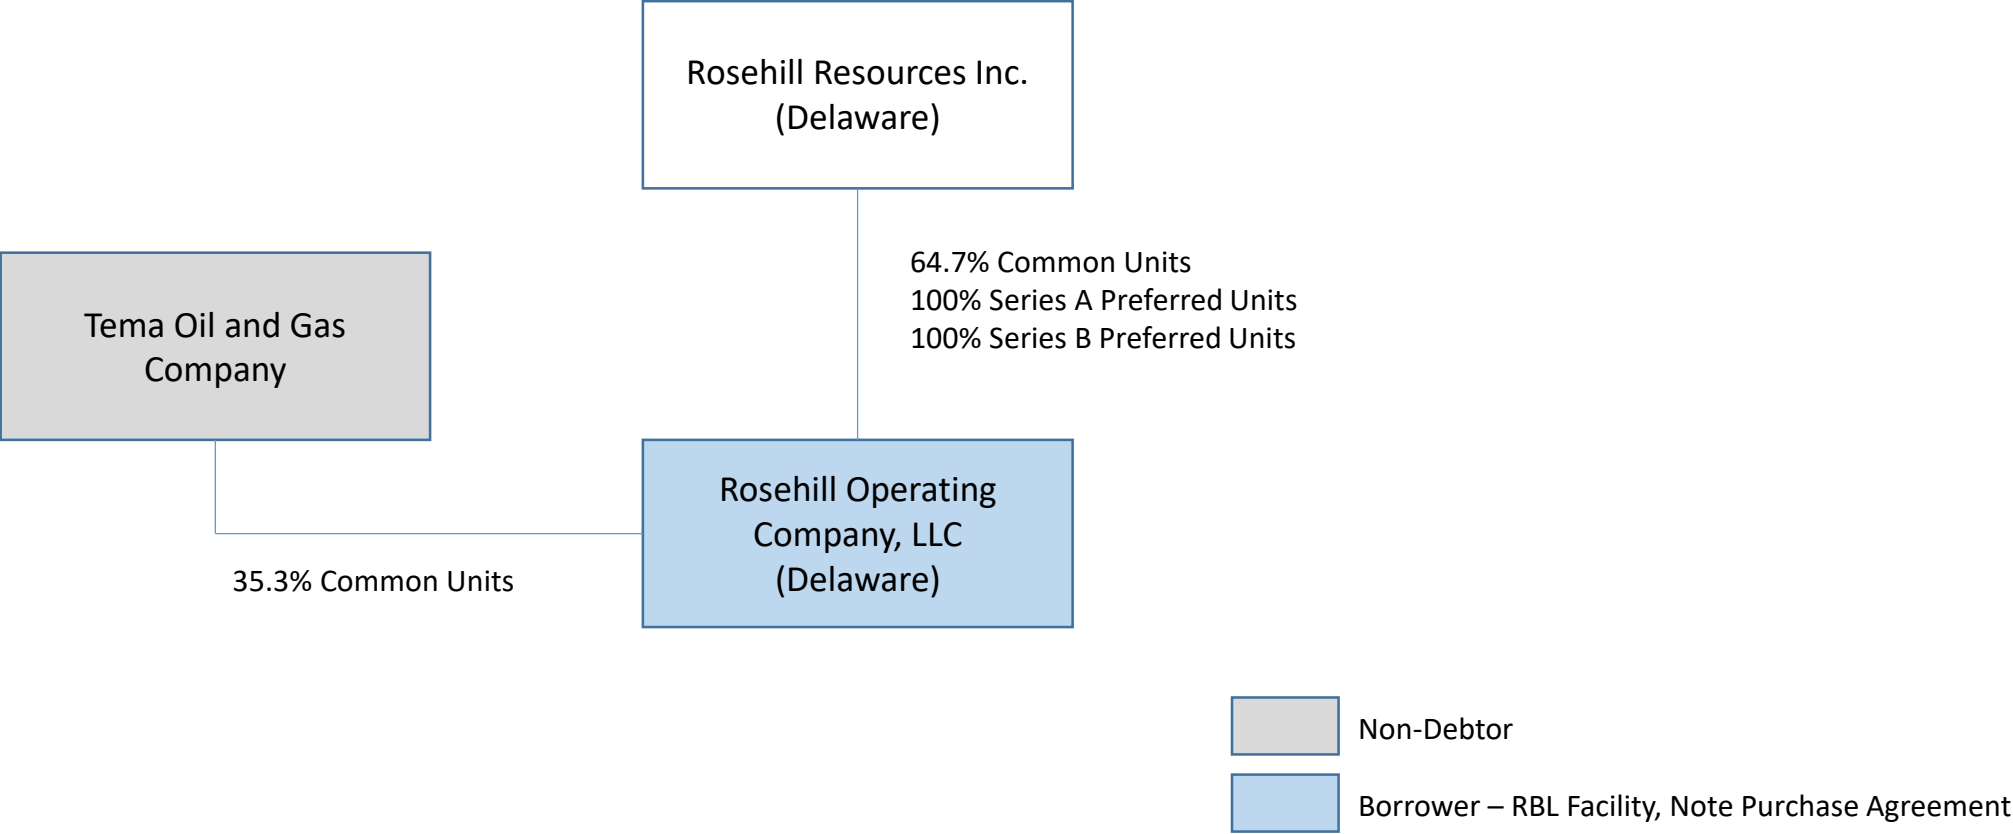 Rosehill Resources Inc.
(Delaware)
64.7% Common Units
100% Series A Preferred Units
100% Series B Preferred Units
Tema Oil and Gas
Company
Rosehill Operating
Company, LLC
(Delaware)
35.3% Common Units
Non-Debtor
Borrower – RBL Facility, Note Purchase Agreement